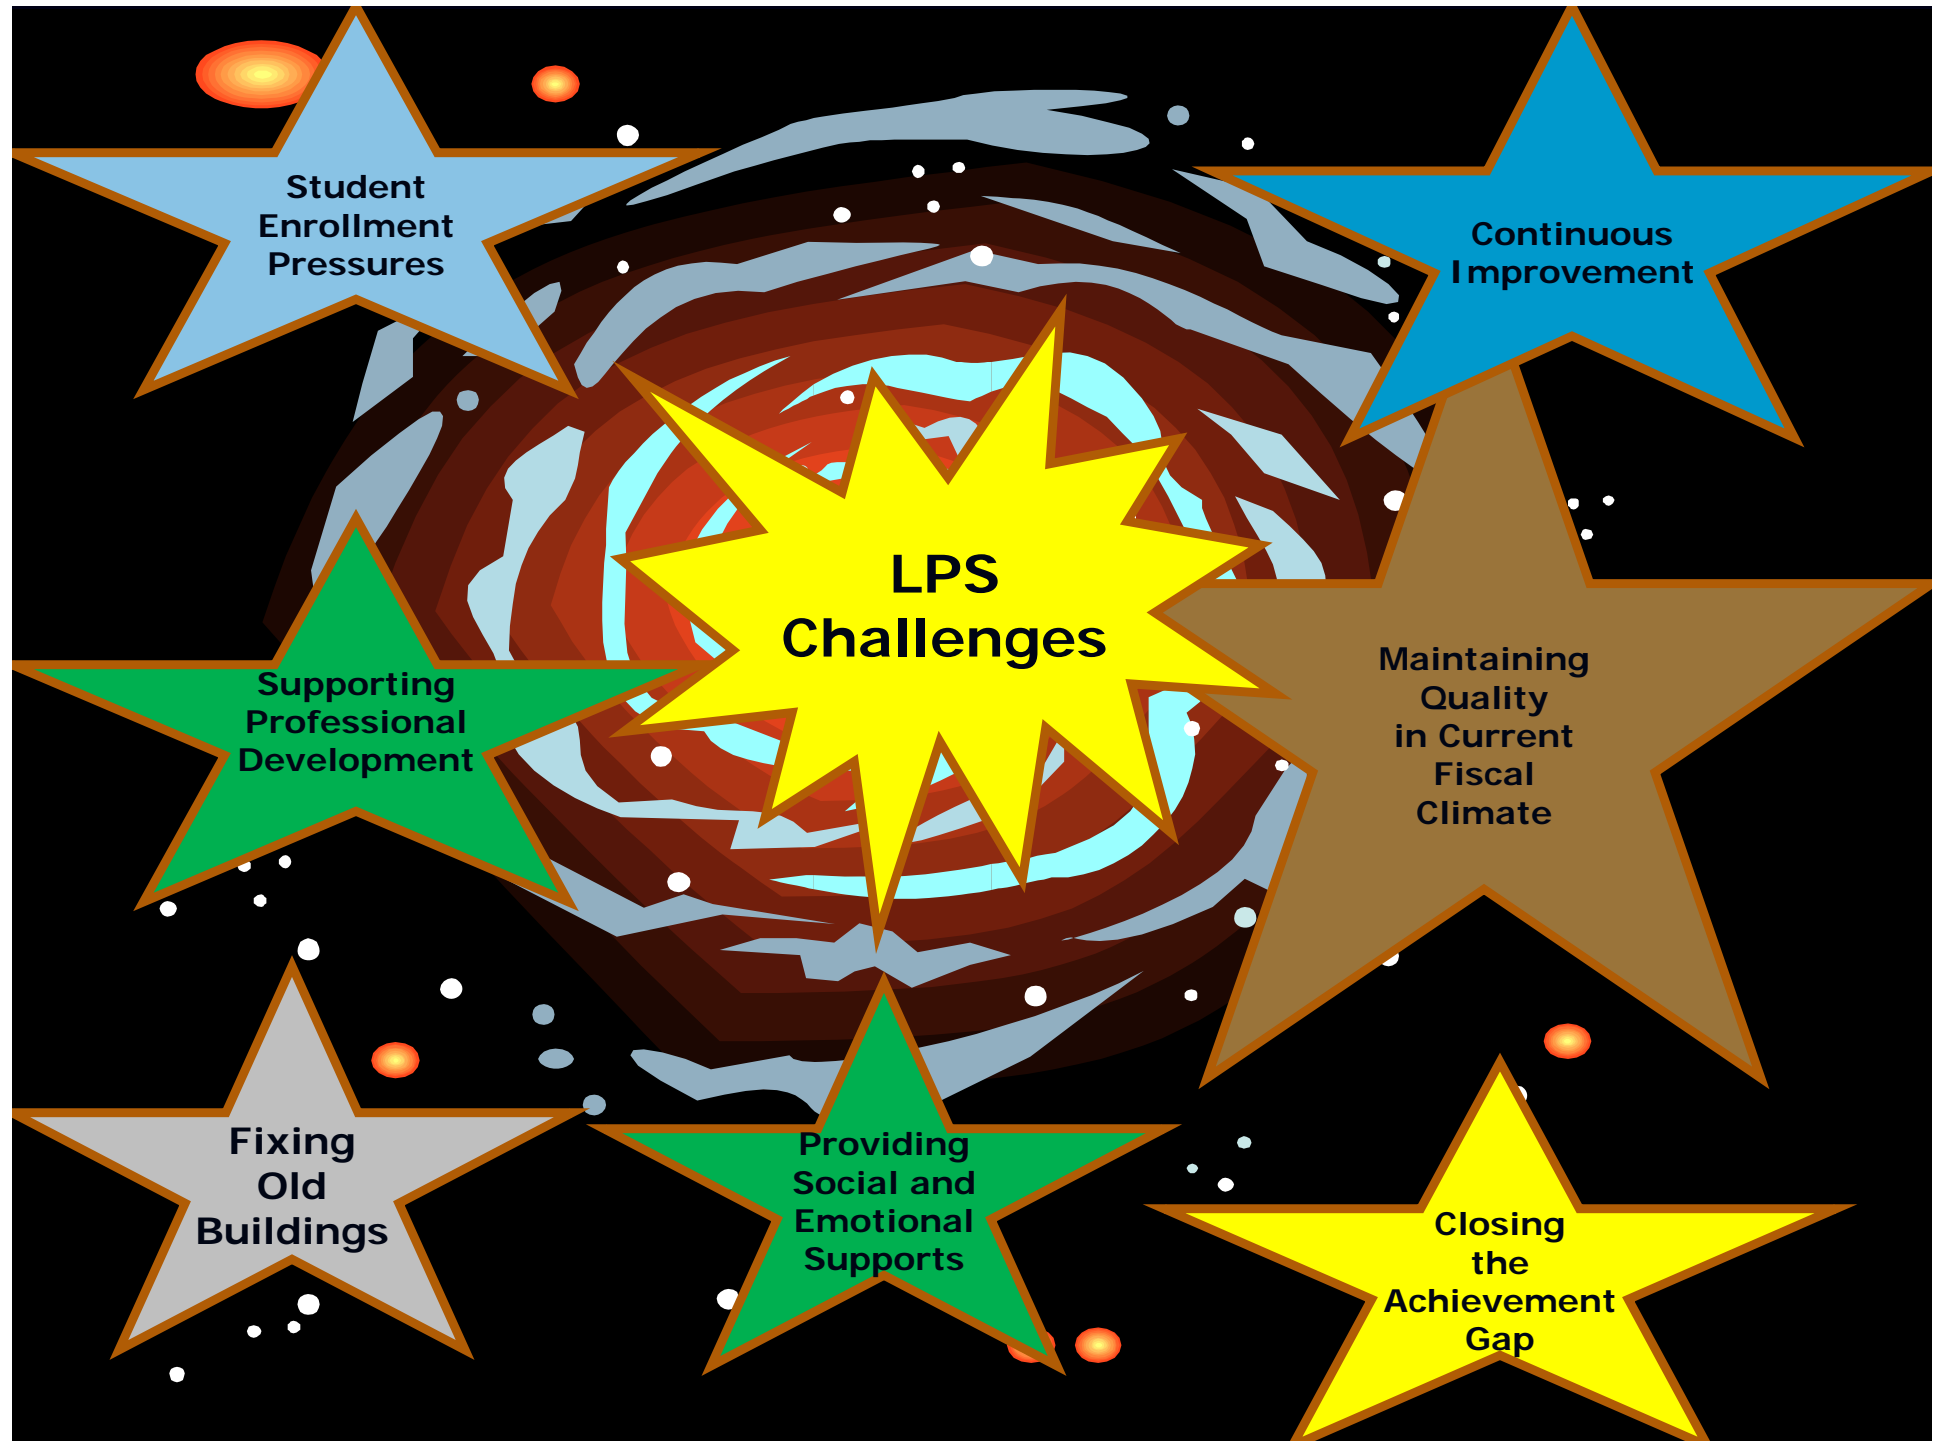 Student
Enrollment
Pressures
Continuous
Improvement
LPS
Challenges
Supporting
Professional
Development
Maintaining
Quality
in Current
Fiscal
Climate
Fixing
Old
Buildings
Providing
Social and
Emotional
Supports
Closing
the
Achievement
Gap